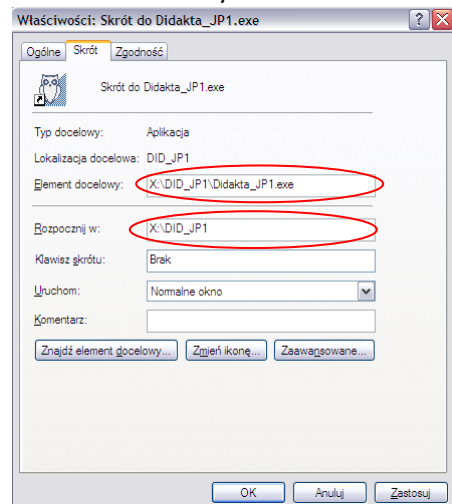 Właściwości: Skrót do Didakta_JP1.exe
Ogólne Skrót Zgodność
Skrót do Didakta_JP1.exe
Typ docelowy: Aplikacja
Lokalizacja docelowa: DID_JP1
Element docelowy: X:\DID_JP1\Didakta_JP1.exe
Rozpocznij w: X:\DID_JP1
Klawisz skrótu: Brak
Uruchom: Normalne okno
Komentarz:
Znajdź element docelowy... Zmień ikonę... Zaawansowane...
OK Anuluj Zastosuj